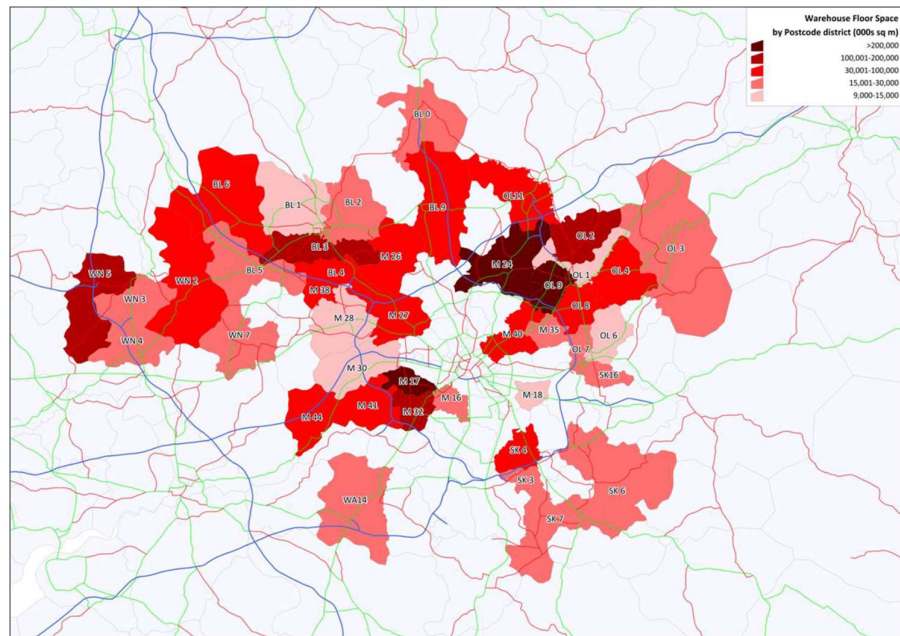 Warehouse Floor Space
by Postcode district (000s sq m)
>200,000
100,001-200,000
30,001-100,000
15,001-30,000
9,000-15,000
BL 0
BL 6
BL 1
BL 2
BL 9
OL11
OL 2
OL 3
BL 3
M 26
M 24
WN 5
WN 2
BL 5
BL 4
OL 1
OL 4
M 38
OL 9
WN 3
OL 8
M 28
M 27
WN 4
WN 7
M 40
M 35
OL 6
OL 7
M 30
SK16
M 17
M 18
M 16
M 44
M 41
M 32
SK 4
SK 3
SK 6
WA14
SK 7